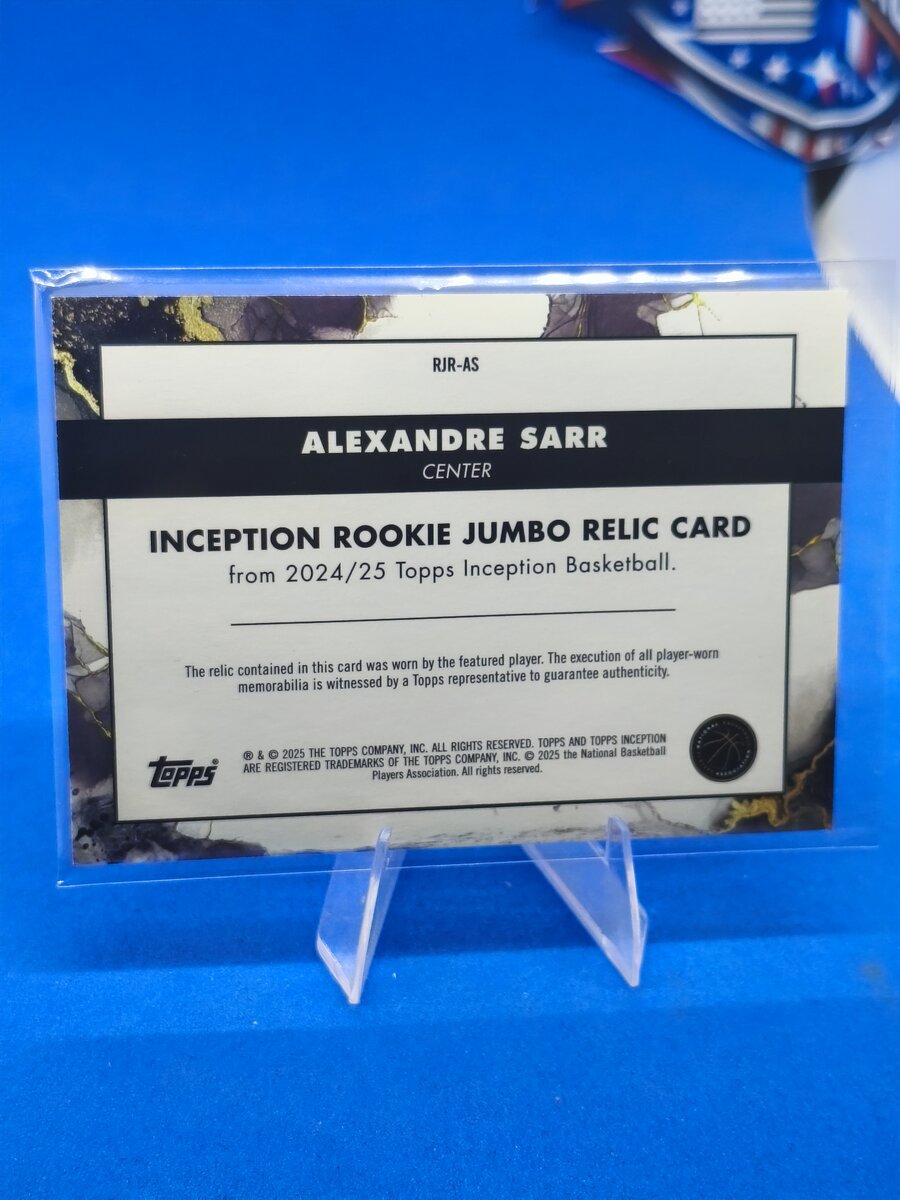 RJR-AS
ALEXANDRE SARR
CENTER
INCEPTION ROOKIE JUMBO RELIC CARD
from 2024/25 Topps Inception Basketball.
The relic contained in this card was worn by the featured player. The execution of all player-worn
memorabilia is witnessed by a Topps representative to guarantee authenticity.
topps®
® & © 2025 THE TOPPS COMPANY, INC. ALL RIGHTS RESERVED. TOPPS AND TOPPS INCEPTION
ARE REGISTERED TRADEMARKS OF THE TOPPS COMPANY, INC. © 2025 the National Basketball
Players Association. All rights reserved.